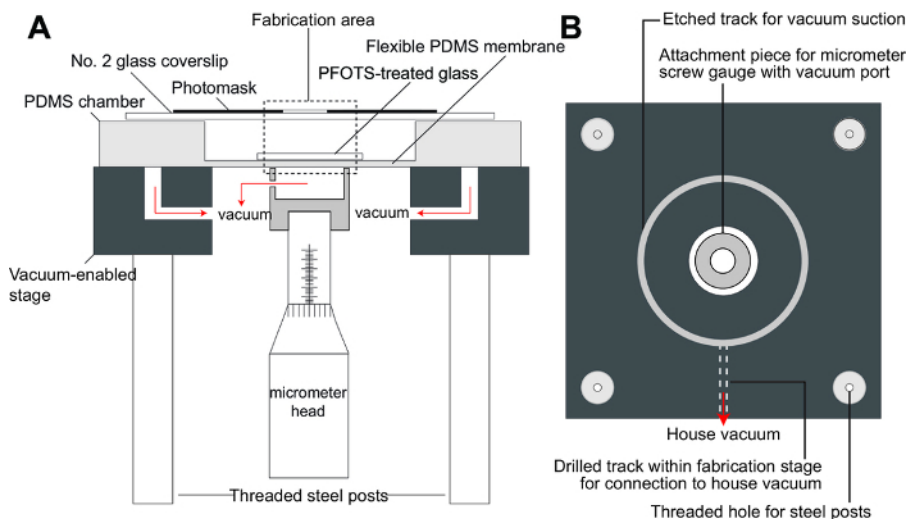 A
Fabrication area
Flexible PDMS membrane
No. 2 glass coverslip
PFOTS-treated glass
Photomask
PDMS chamber
vacuum
vacuum
Vacuum-enabled
stage
micrometer
head
Threaded steel posts
B
Etched track for vacuum suction
Attachment piece for micrometer
screw gauge with vacuum port
House vacuum
Drilled track within fabrication stage
for connection to house vacuum
Threaded hole for steel posts